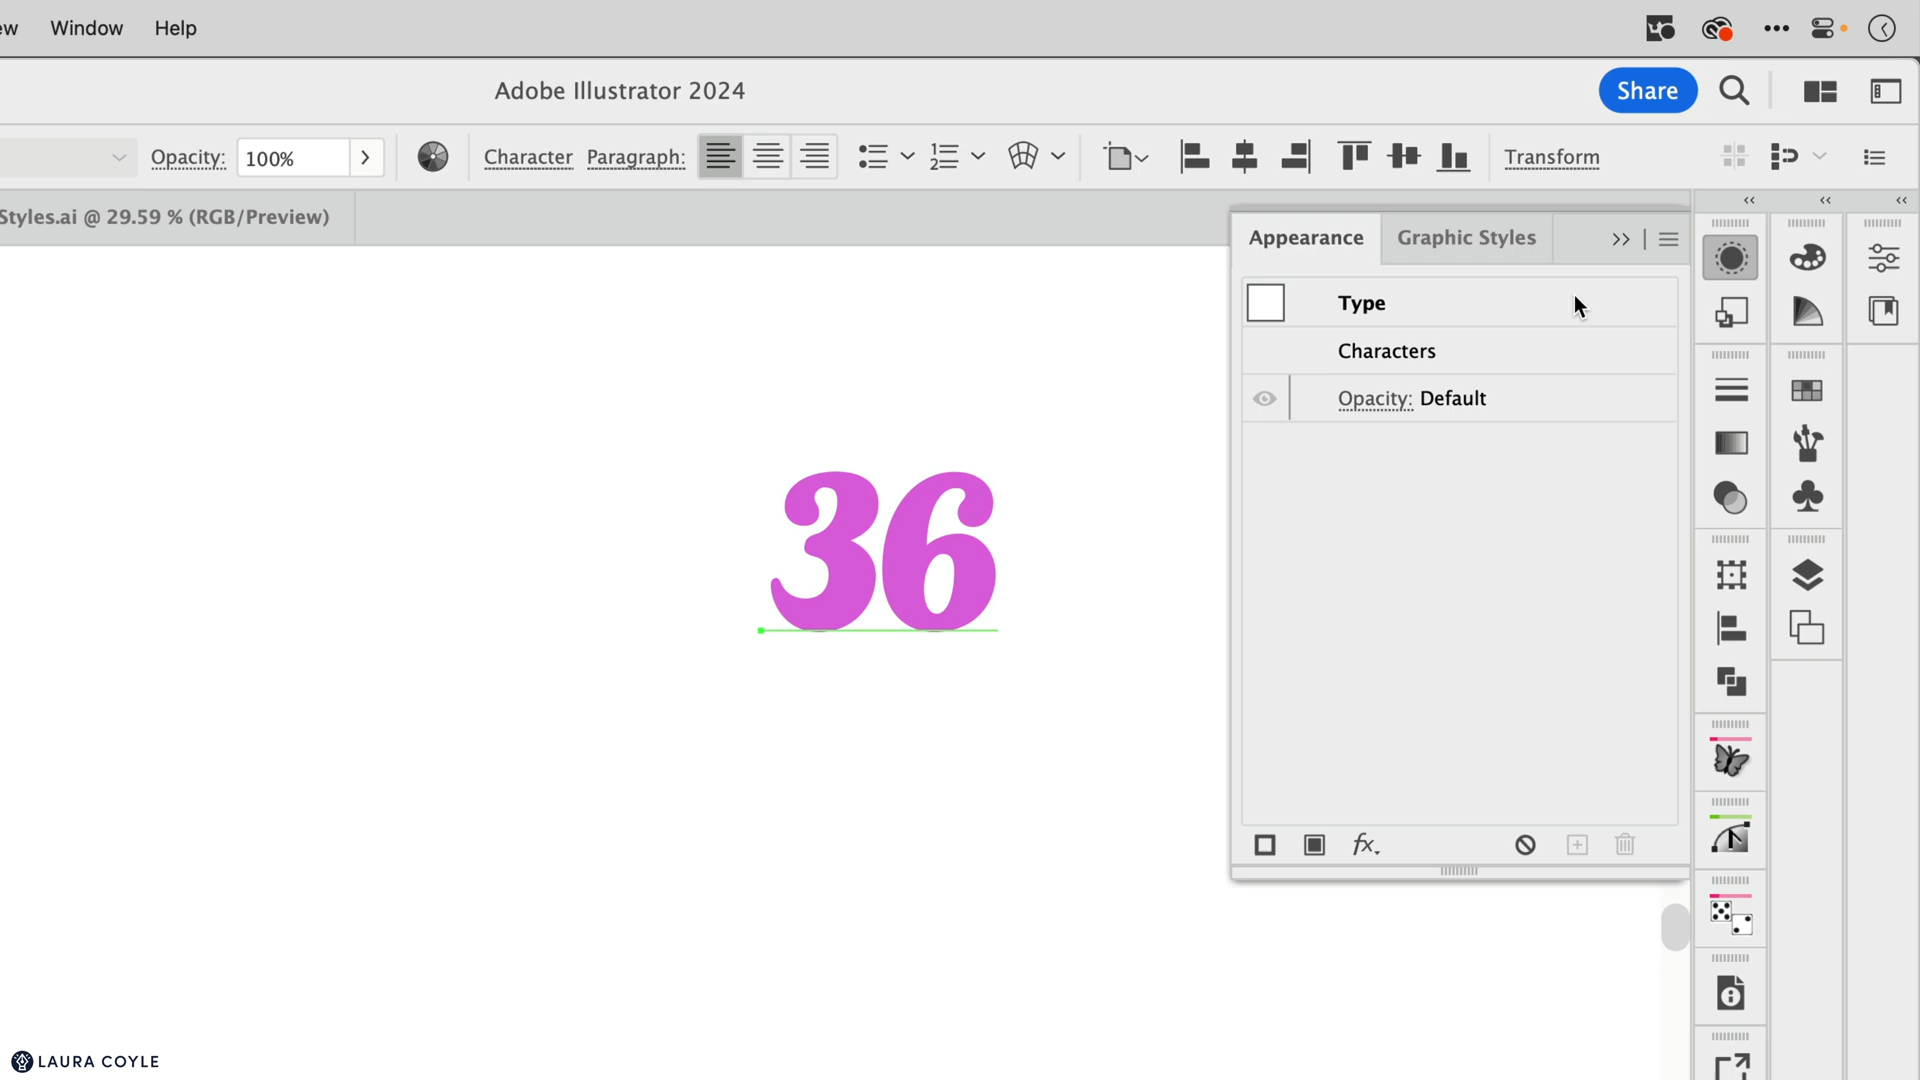 ew Window Help
Adobe Illustrator 2024
Share
Opacity: 100% Character Paragraph: Transform
Styles.ai @ 29.59 % (RGB/Preview)
Appearance Graphic Styles
Type
Characters
Opacity: Default
36
fx
LAURA COYLE